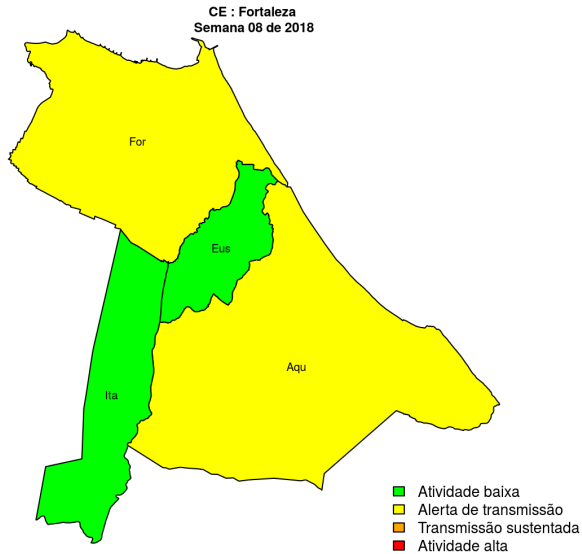 CE : Fortaleza
Semana 08 de 2018
For
Eus
Aqu
Ita
Atividade baixa
Alerta de transmissão
Transmissão sustentada
Atividade alta